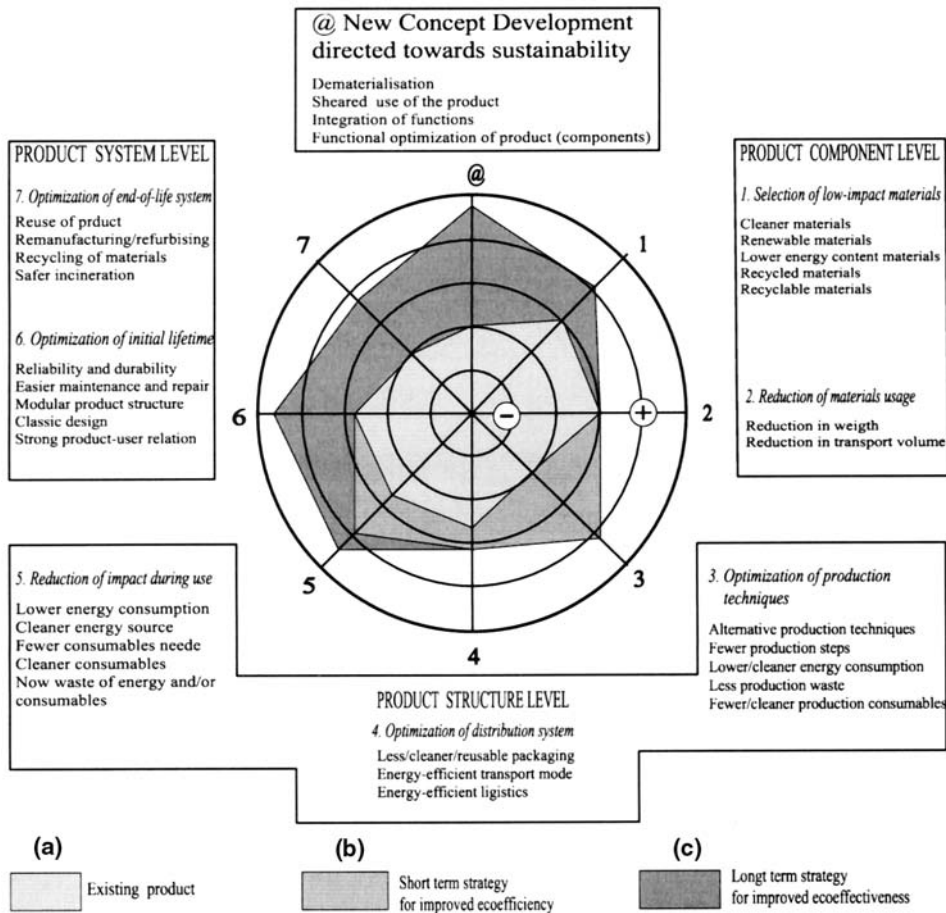 @ New Concept Development
directed towards sustainability
Dematerialisation
Sheared use of the product
Integration of functions
Functional optimization of product (components)
PRODUCT SYSTEM LEVEL
7. Optimization of end-of-life system
Reuse of prduct
Remanufacturing/refurbising
Recycling of materials
Safer incineration
6. Optimization of initial lifetime
Reliability and durability
Easier maintenance and repair
Modular product structure
Classic design
Strong product-user relation
@
7
1
6
2
5
3
4
−
+
PRODUCT COMPONENT LEVEL
1. Selection of low-impact materials
Cleaner materials
Renewable materials
Lower energy content materials
Recycled materials
Recyclable materials
2. Reduction of materials usage
Reduction in weigth
Reduction in transport volume
5. Reduction of impact during use
Lower energy consumption
Cleaner energy source
Fewer consumables neede
Cleaner consumables
Now waste of energy and/or
consumables
PRODUCT STRUCTURE LEVEL
4. Optimization of distribution system
Less/cleaner/reusable packaging
Energy-efficient transport mode
Energy-efficient ligistics
3. Optimization of production
techniques
Alternative production techniques
Fewer production steps
Lower/cleaner energy consumption
Less production waste
Fewer/cleaner production consumables
(a)
Existing product
(b)
Short term strategy
for improved ecoefficiency
(c)
Longt term strategy
for improved ecoeffectiveness